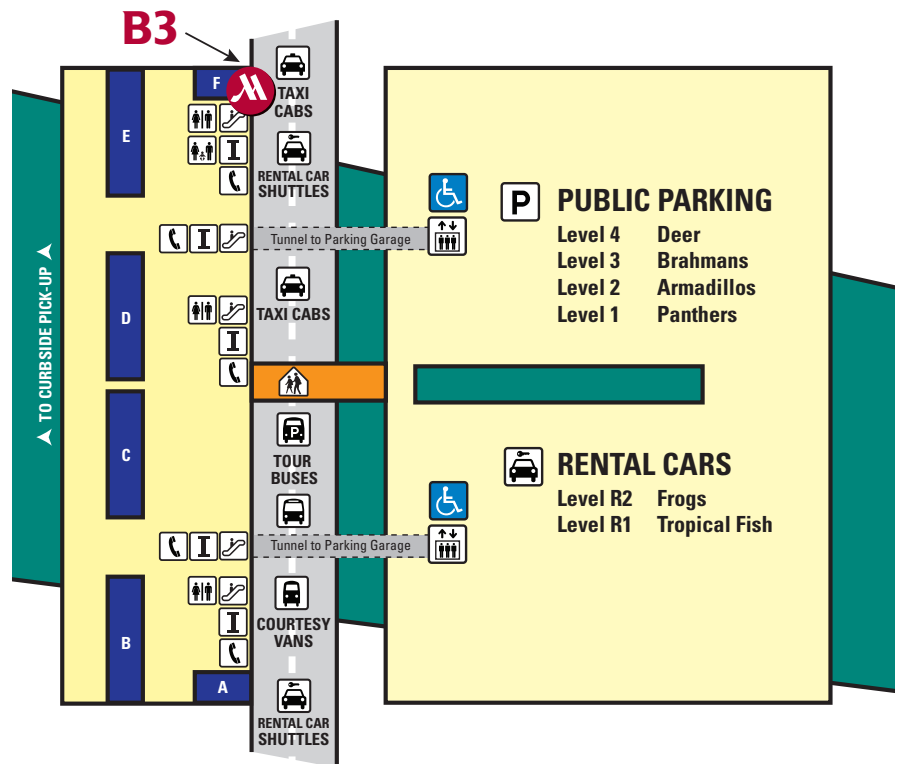 B3
F
TAXI
CABS
E
RENTAL CAR
SHUTTLES
P
PUBLIC PARKING
Level 4 Deer
Level 3 Brahmans
Level 2 Armadillos
Level 1 Panthers
Tunnel to Parking Garage
TO CURBSIDE PICK-UP
D
TAXI CABS
C
P
TOUR
BUSES
RENTAL CARS
Level R2 Frogs
Level R1 Tropical Fish
Tunnel to Parking Garage
B
COURTESY
VANS
A
RENTAL CAR
SHUTTLES